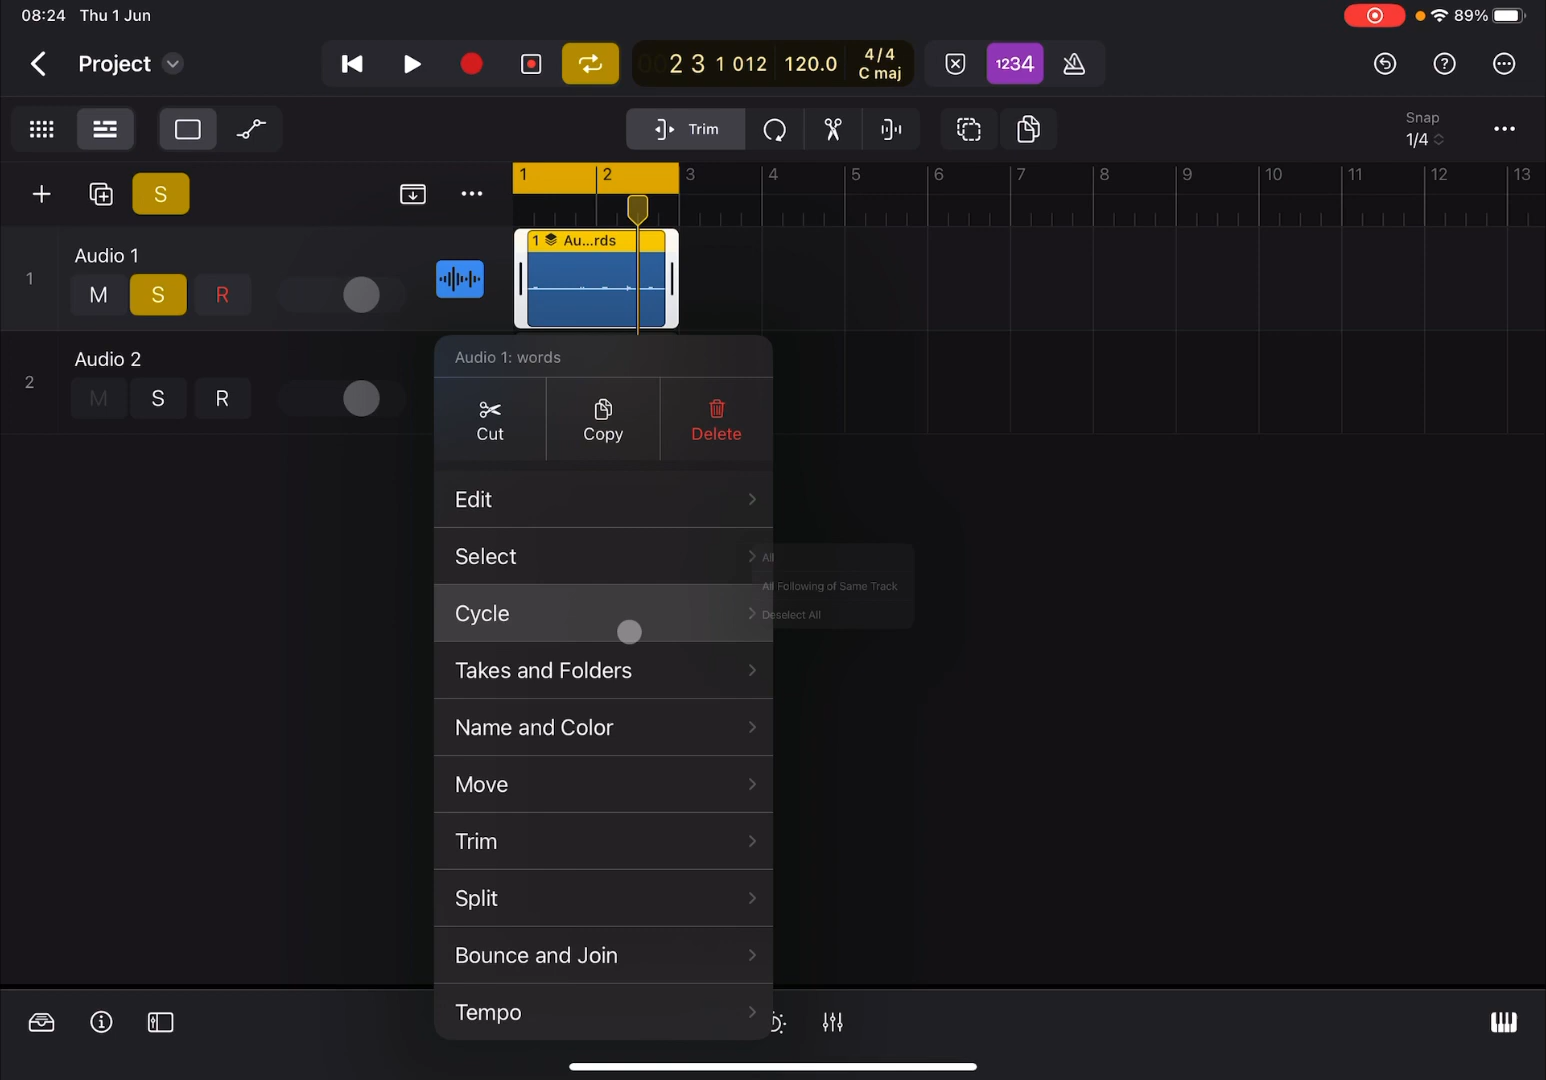 08:24 Thu 1 Jun
89%
Project
2 3 1 012 120.0 4/4 C maj
1234
Trim
Snap
1/4
S
1 2 3 4 5 6 7 8 9 10 11 12 13
1 Au...rds
1
Audio 1
M S R
2
Audio 2
M S R
Audio 1: words
Cut Copy Delete
Edit
Select
All
All Following of Same Track
Cycle
Deselect All
Takes and Folders
Name and Color
Move
Trim
Split
Bounce and Join
Tempo